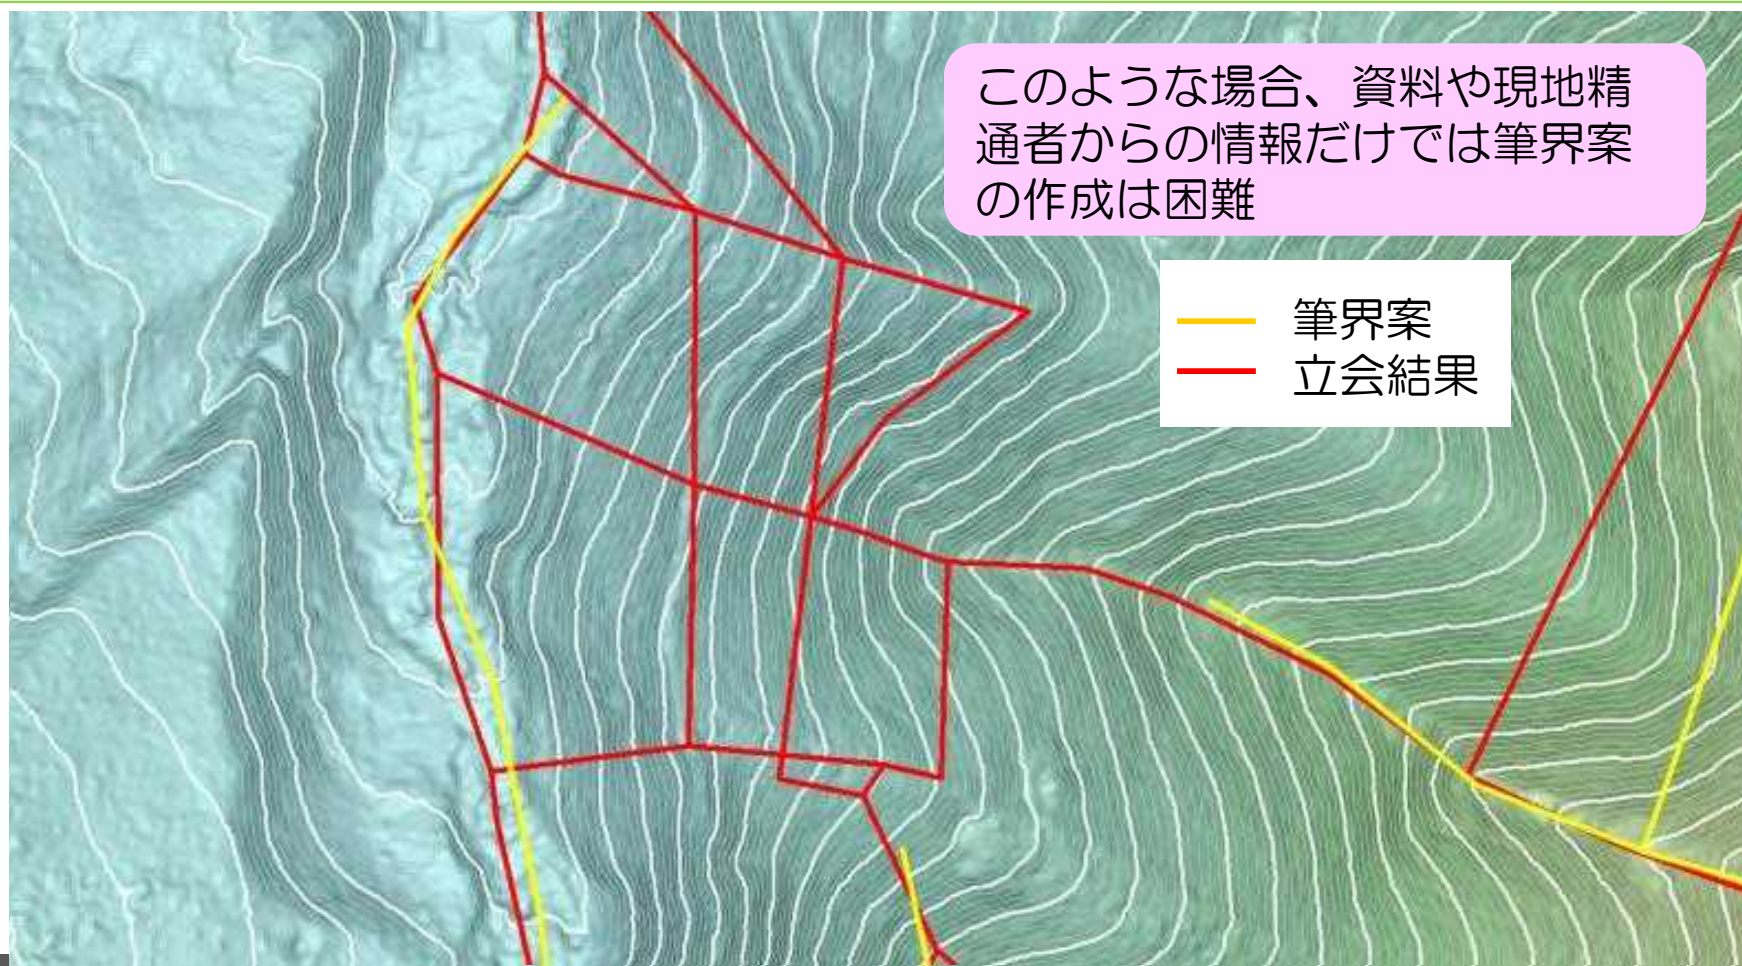 このような場合、資料や現地精
通者からの情報だけでは筆界案
の作成は困難
筆界案
立会結果